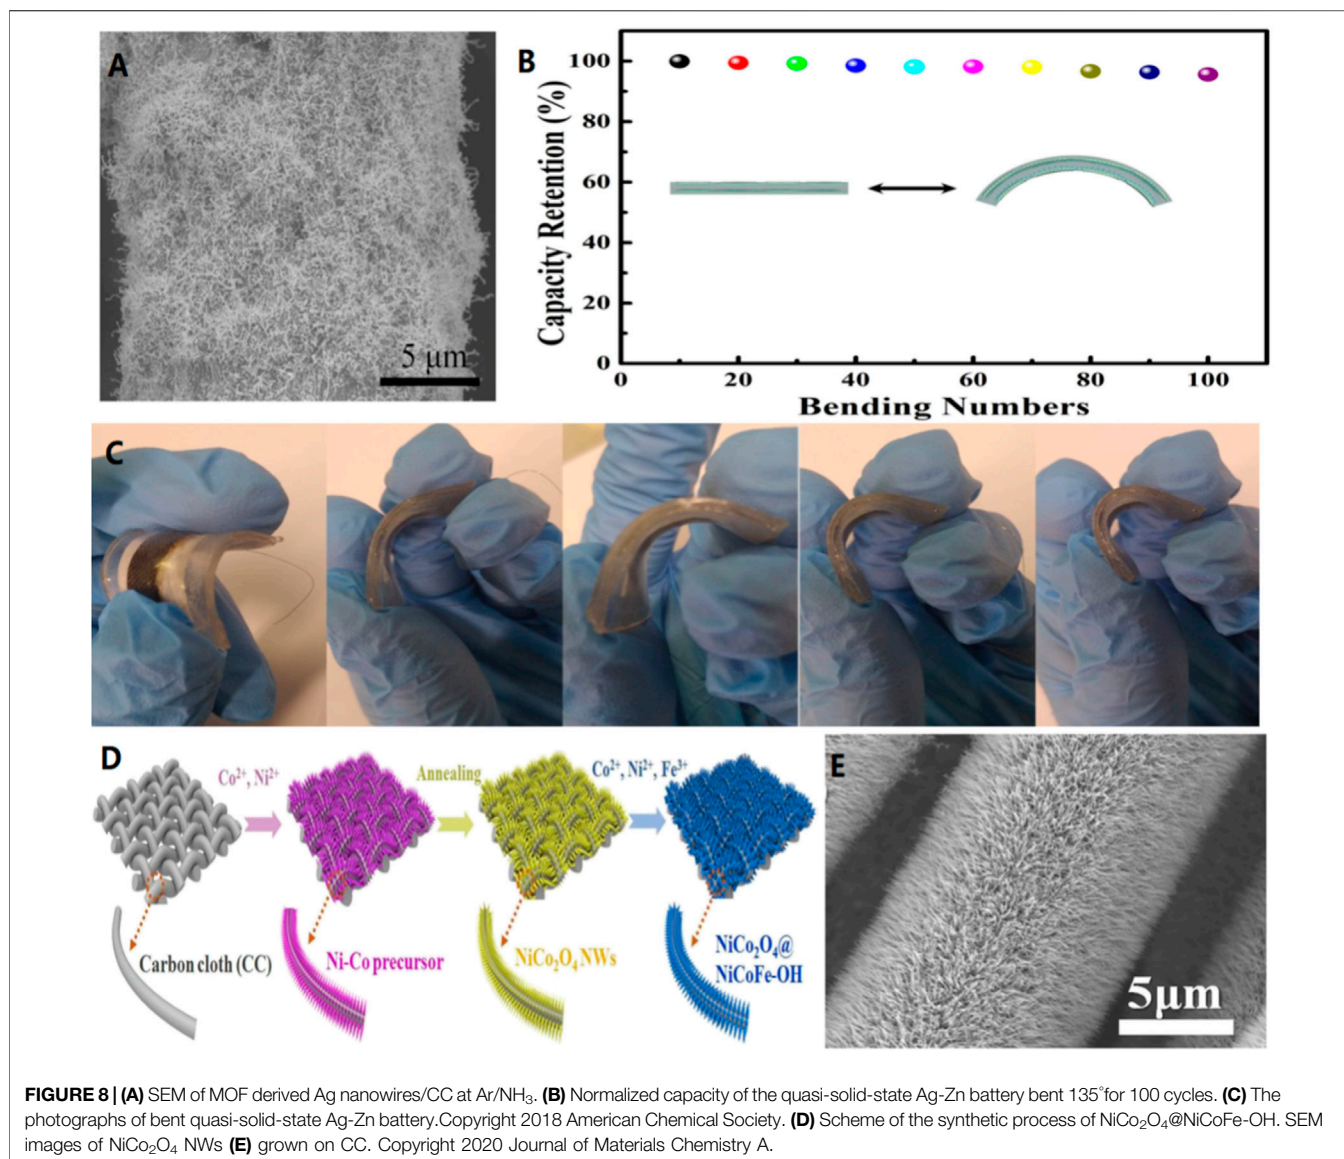 A
5 μm
B
Capacity Retention (%)
100
80
60
40
20
0
0 20 40 60 80 100
Bending Numbers
C
D
Co²⁺, Ni²⁺
Annealing
Co²⁺, Ni²⁺, Fe³⁺
Carbon cloth (CC)
Ni-Co precursor
NiCo₂O₄ NWs
NiCo₂O₄@
NiCoFe-OH
E
5μm
FIGURE 8 | (A) SEM of MOF derived Ag nanowires/CC at Ar/NH₃. (B) Normalized capacity of the quasi-solid-state Ag-Zn battery bent 135°for 100 cycles. (C) The
photographs of bent quasi-solid-state Ag-Zn battery.Copyright 2018 American Chemical Society. (D) Scheme of the synthetic process of NiCo₂O₄@NiCoFe-OH. SEM
images of NiCo₂O₄ NWs (E) grown on CC. Copyright 2020 Journal of Materials Chemistry A.